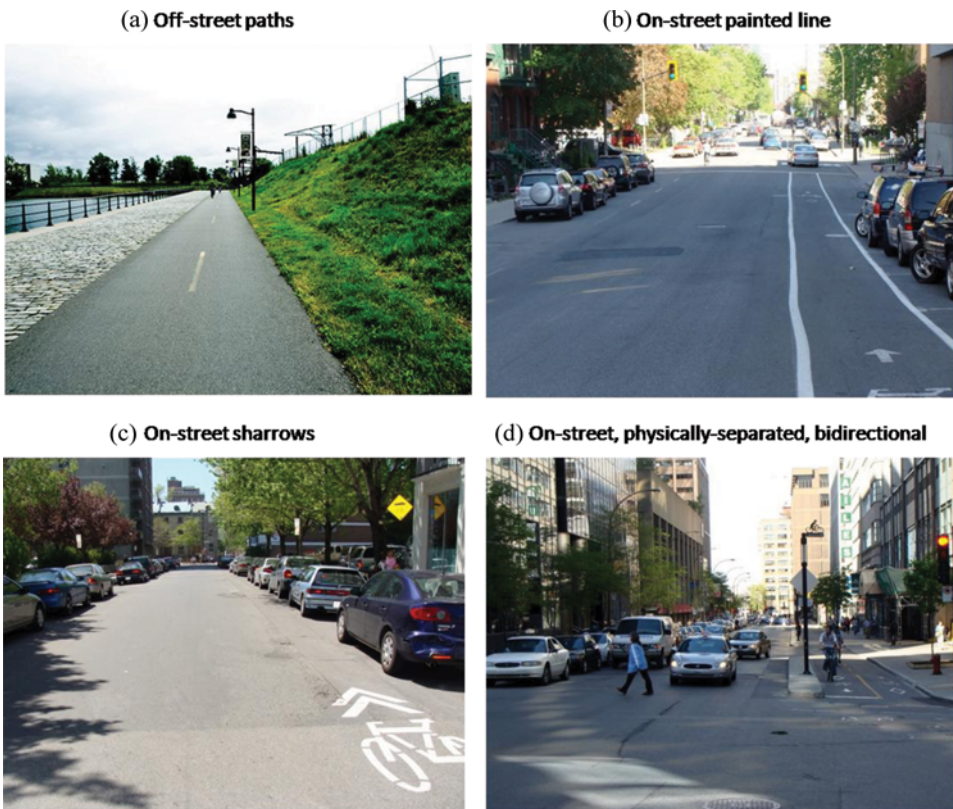 (a) Off-street paths
(b) On-street painted line
(c) On-street sharrows
(d) On-street, physically-separated, bidirectional